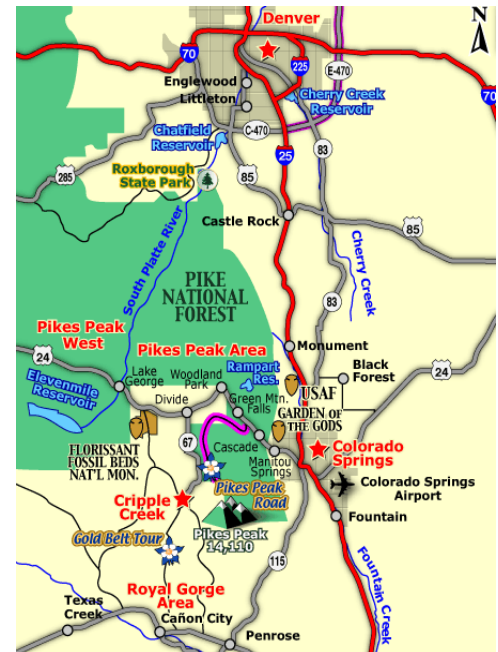 N
Denver
70
225
E-470
70
Englewood
Littleton
Cherry Creek
Reservoir
Chatfield
Reservoir
C-470
Roxborough
State Park
25
83
285
85
Castle Rock
85
South Platte River
Cherry Creek
PIKE
NATIONAL
FOREST
83
Pikes Peak
West
Monument
24
Pikes Peak Area
24
Lake
George
Woodland
Park
Rampart
Res.
Black
Forest
Elevenmile
Reservoir
Divide
Green Mtn.
Falls
USAF
GARDEN OF
THE GODS
67
Cascade
FLORISSANT
FOSSIL BEDS
NAT'L MON.
Manitou
Springs
Colorado
Springs
Cripple
Creek
Pikes Peak
Road
Colorado Springs
Airport
Pikes Peak
14,110
Fountain
Gold Belt Tour
115
Fountain Creek
Royal Gorge
Area
Texas
Creek
Cañon City
Penrose